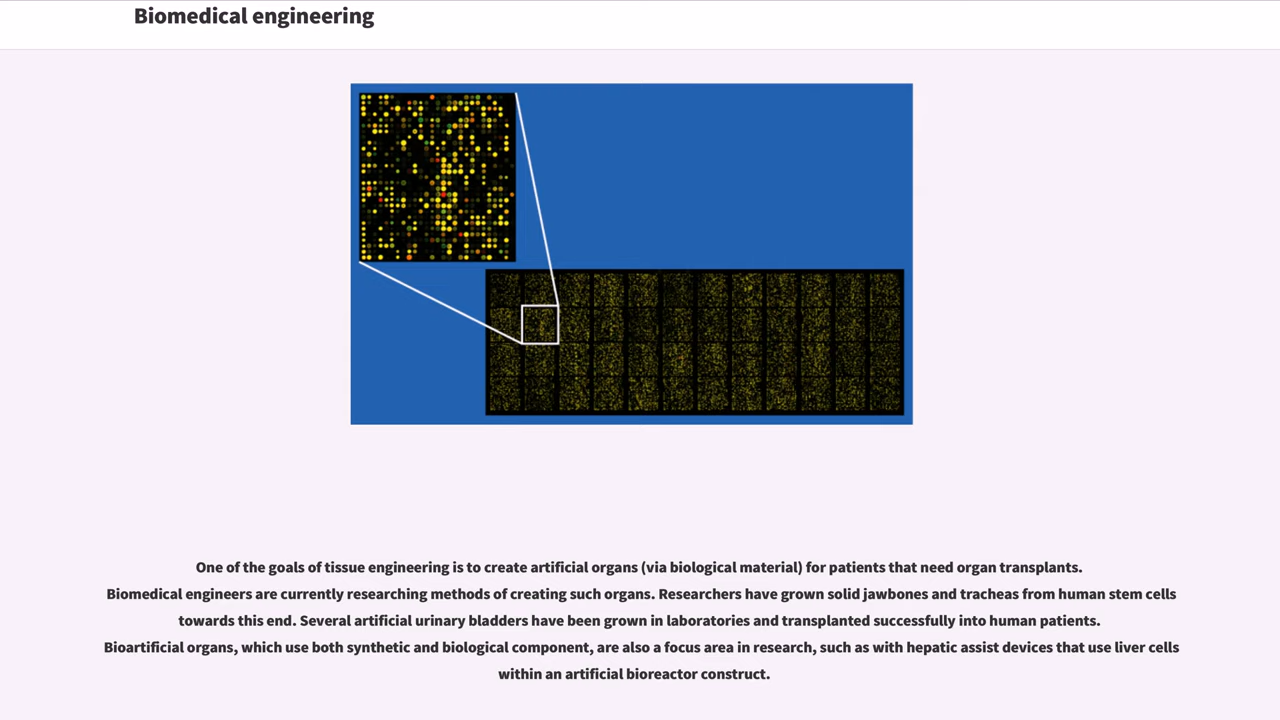 Biomedical engineering
One of the goals of tissue engineering is to create artificial organs (via biological material) for patients that need organ transplants.
Biomedical engineers are currently researching methods of creating such organs. Researchers have grown solid jawbones and tracheas from human stem cells
towards this end. Several artificial urinary bladders have been grown in laboratories and transplanted successfully into human patients.
Bioartificial organs, which use both synthetic and biological component, are also a focus area in research, such as with hepatic assist devices that use liver cells
within an artificial bioreactor construct.